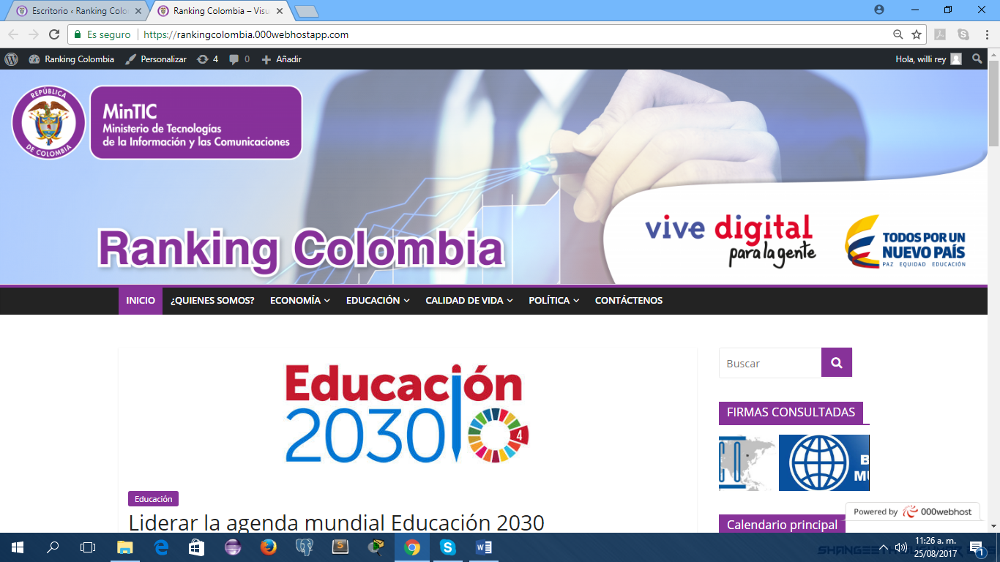 Escritorio ‹ Ranking Colo
Ranking Colombia – Visu
Es seguro
https://rankingcolombia.000webhostapp.com
Ranking Colombia
Personalizar
4
0
Añadir
Hola, willi rey
REPÚBLICA
DE COLOMBIA
MinTIC
Ministerio de Tecnologías
de la Información y las Comunicaciones
Ranking Colombia
vive digital
para la gente
TODOS POR UN
NUEVO PAÍS
PAZ EQUIDAD EDUCACIÓN
INICIO
¿QUIENES SOMOS?
ECONOMÍA
EDUCACIÓN
CALIDAD DE VIDA
POLÍTICA
CONTÁCTENOS
Educación
2030
4
Buscar
FIRMAS CONSULTADAS
Educación
Liderar la agenda mundial Educación 2030
Powered by 000webhost
Calendario principal
11:26 a. m.
25/08/2017
1